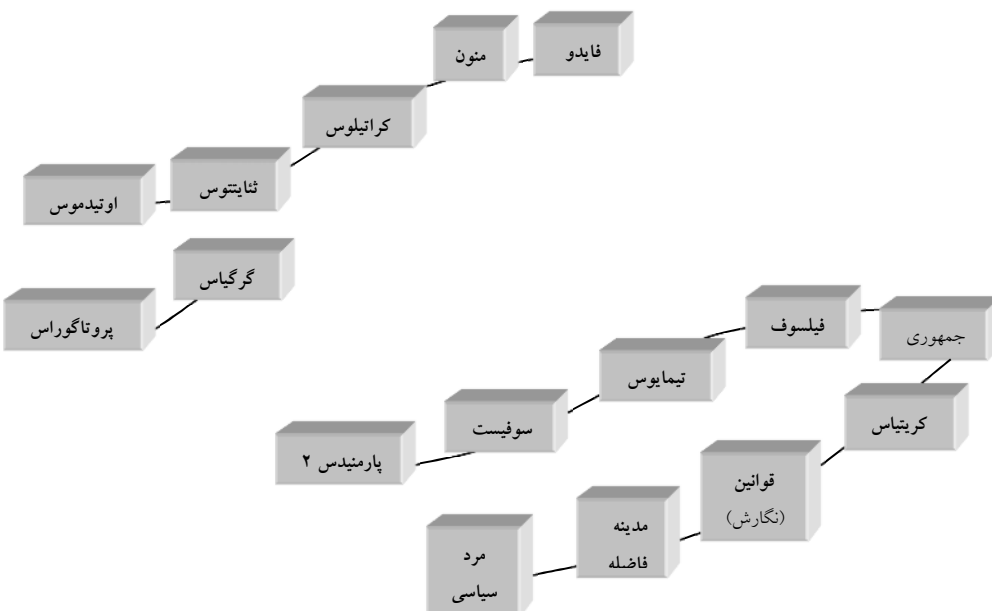 فایدو
منون
کراتیلوس
ثئایتتوس
اوتیدموس
گرگیاس
پروتاگوراس
جمهوری
فیلسوف
تیمایوس
سوفیست
پارمنیدس ۲
کریتیاس
قوانین
(نگارش)
مدینه
فاضله
مرد
سیاسی